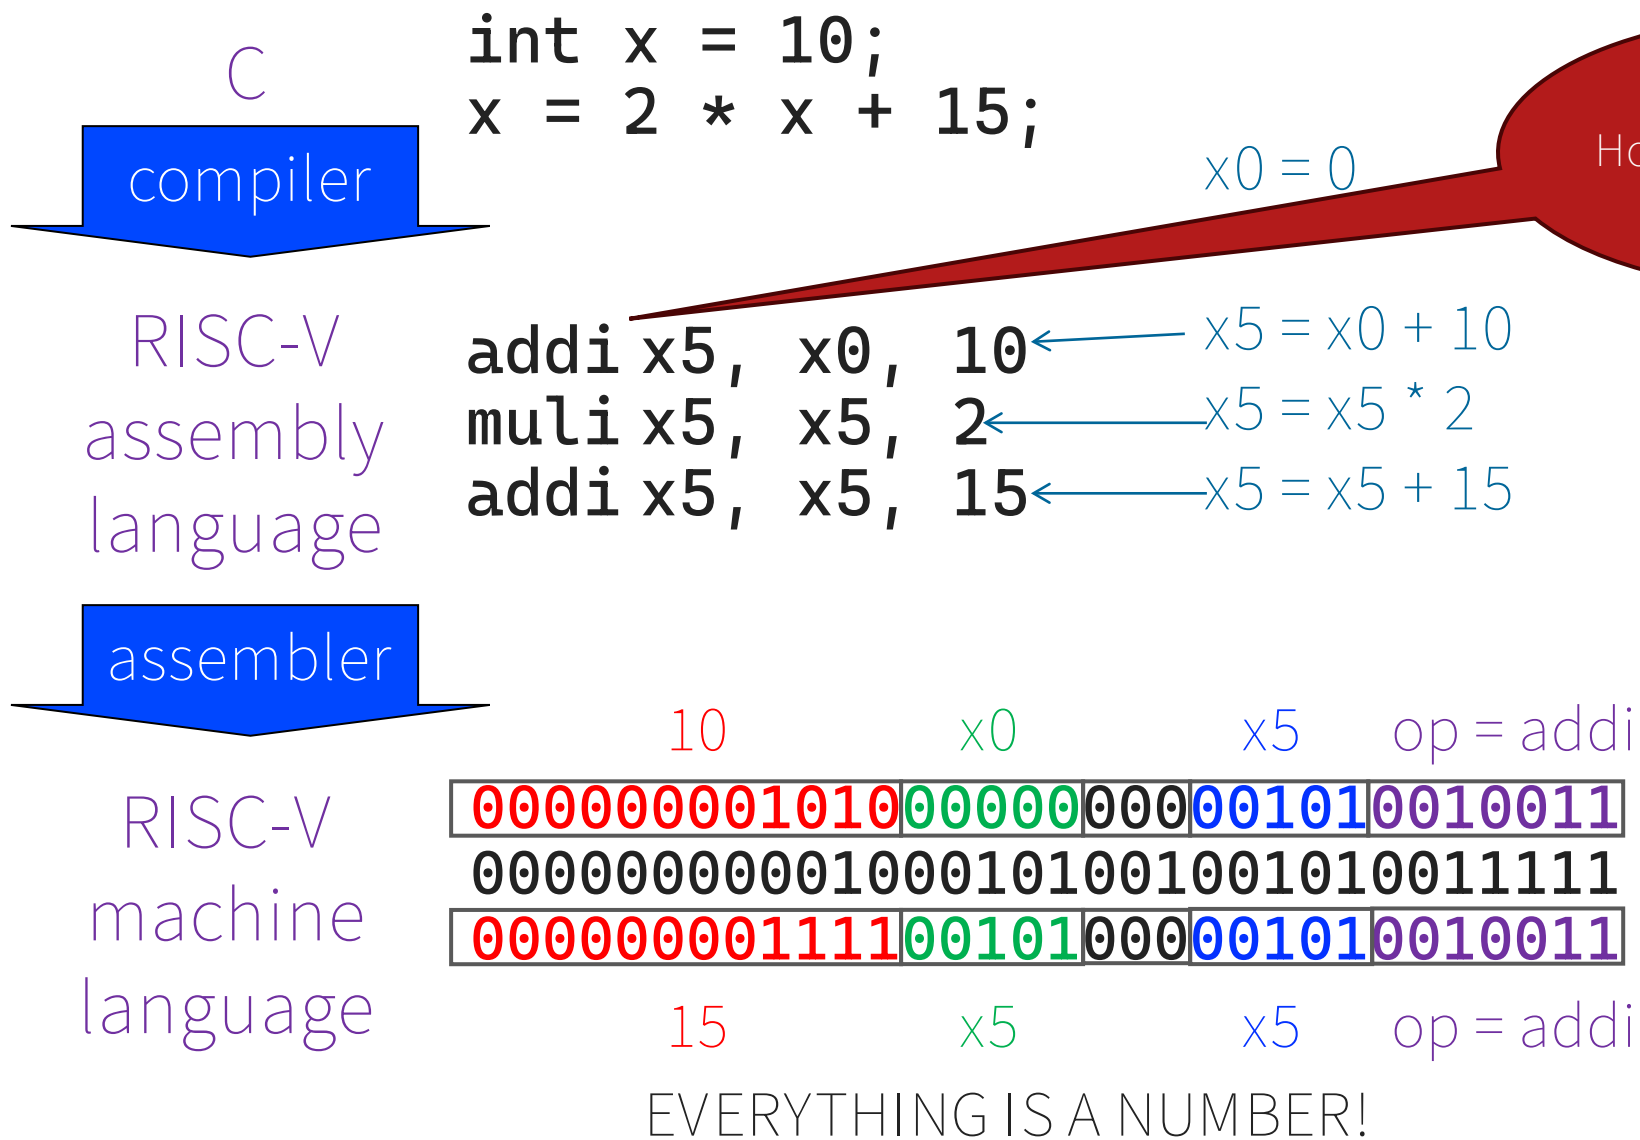 C
int x = 10;
x = 2 * x + 15;
compiler
x0 = 0
RISC-V
assembly
language
addi x5, x0, 10
muli x5, x5, 2
addi x5, x5, 15
x5 = x0 + 10
x5 = x5 * 2
x5 = x5 + 15
assembler
RISC-V
machine
language
10 x0 x5 op = addi
00000000101000000000001010010011
00000000001000101001001010011111
00000000111100101000001010010011
15 x5 x5 op = addi
EVERYTHING IS A NUMBER!